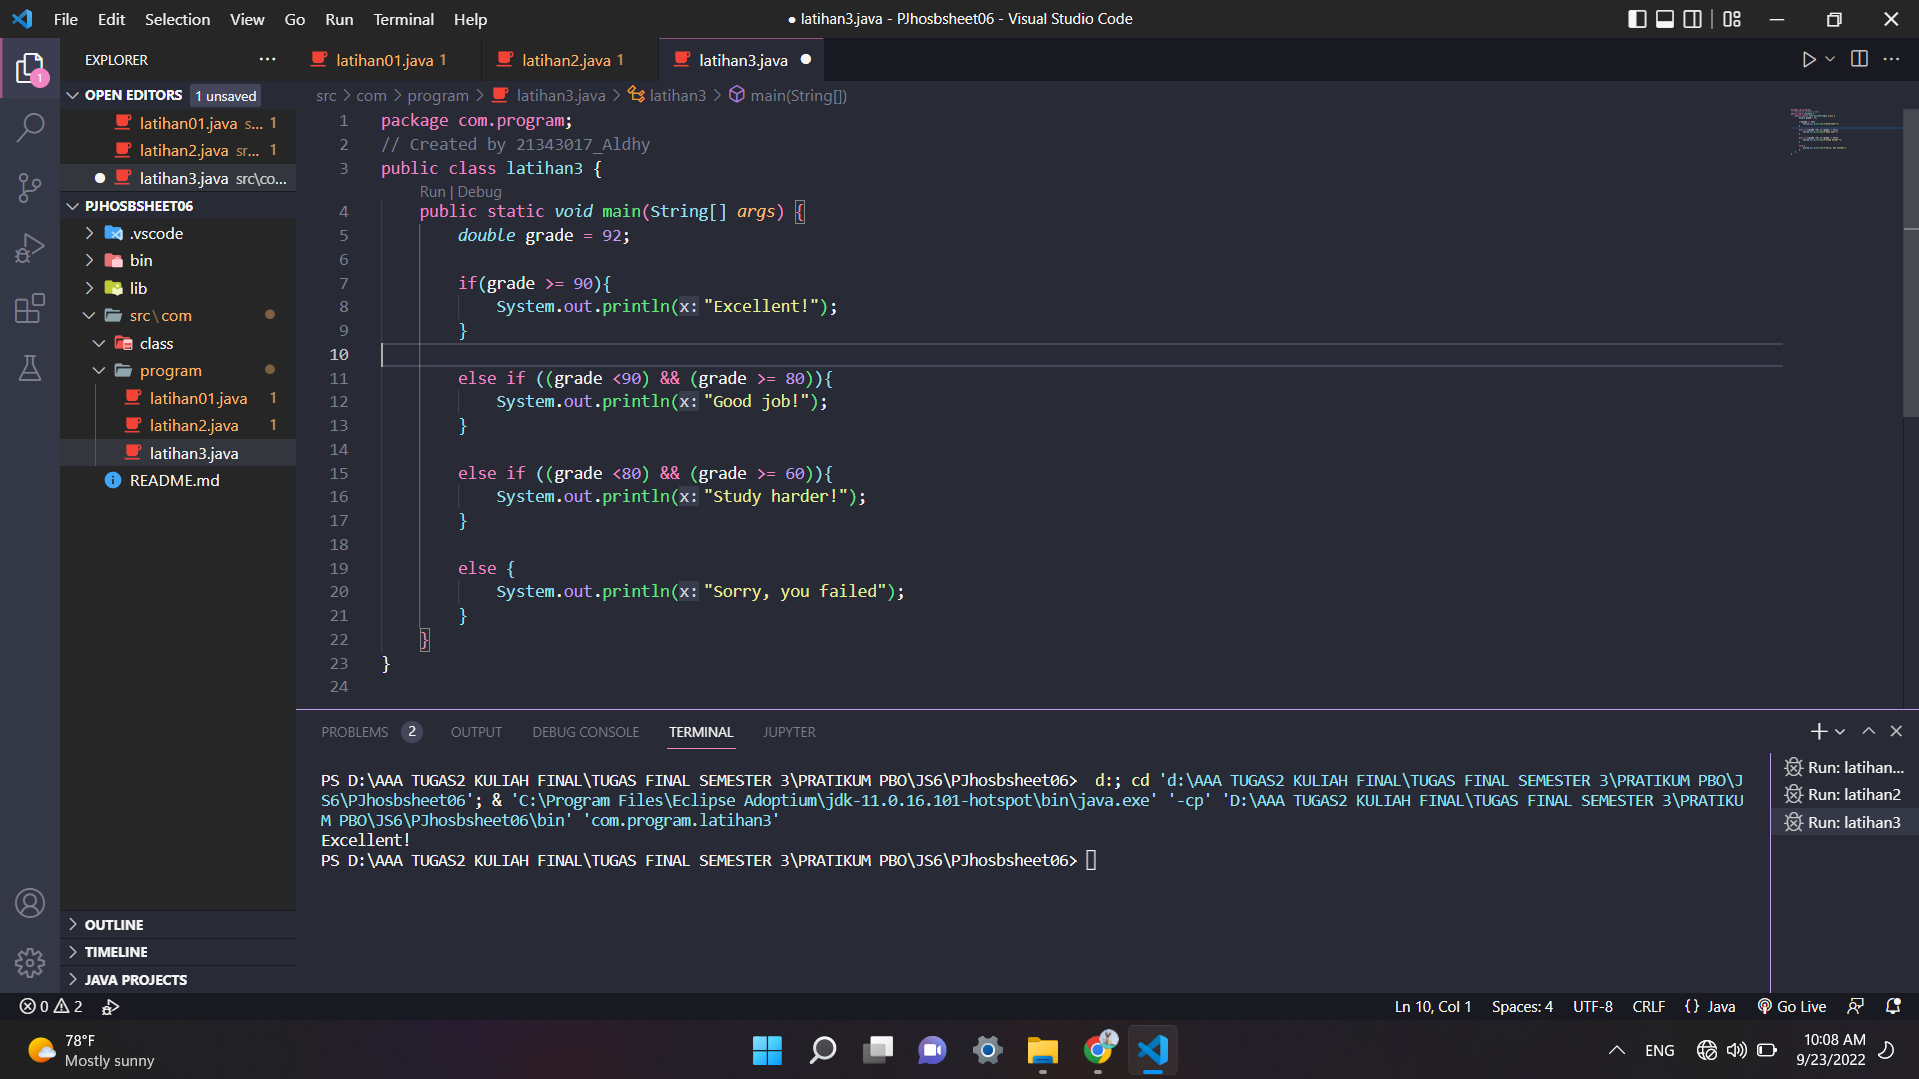 File Edit Selection View Go Run Terminal Help
● latihan3.java - PJhosbsheet06 - Visual Studio Code
EXPLORER
OPEN EDITORS 1 unsaved
latihan01.java s... 1
latihan2.java sr... 1
latihan3.java src\co...
PJHOSBSHEET06
.vscode
bin
lib
src\com
class
program
latihan01.java 1
latihan2.java 1
latihan3.java
README.md
OUTLINE
TIMELINE
JAVA PROJECTS
1
latihan01.java 1
latihan2.java 1
latihan3.java
src > com > program > latihan3.java > latihan3 > main(String[])
1 package com.program;
2 // Created by 21343017_Aldhy
3 public class latihan3 {
Run | Debug
4 public static void main(String[] args) {
5 double grade = 92;
6
7 if(grade >= 90){
8 System.out.println(x: "Excellent!");
9 }
10
11 else if ((grade <90) && (grade >= 80)){
12 System.out.println(x: "Good job!");
13 }
14
15 else if ((grade <80) && (grade >= 60)){
16 System.out.println(x: "Study harder!");
17 }
18
19 else {
20 System.out.println(x: "Sorry, you failed");
21 }
22 }
23 }
24
PROBLEMS 2 OUTPUT DEBUG CONSOLE TERMINAL JUPYTER
PS D:\AAA TUGAS2 KULIAH FINAL\TUGAS FINAL SEMESTER 3\PRATIKUM PBO\JS6\PJhosbsheet06>  d:; cd 'd:\AAA TUGAS2 KULIAH FINAL\TUGAS FINAL SEMESTER 3\PRATIKUM PBO\J
S6\PJhosbsheet06'; & 'C:\Program Files\Eclipse Adoptium\jdk-11.0.16.101-hotspot\bin\java.exe' '-cp' 'D:\AAA TUGAS2 KULIAH FINAL\TUGAS FINAL SEMESTER 3\PRATIKU
M PBO\JS6\PJhosbsheet06\bin' 'com.program.latihan3'
Excellent!
PS D:\AAA TUGAS2 KULIAH FINAL\TUGAS FINAL SEMESTER 3\PRATIKUM PBO\JS6\PJhosbsheet06>
Run: latihan...
Run: latihan2
Run: latihan3
0 2
Ln 10, Col 1 Spaces: 4 UTF-8 CRLF {} Java Go Live
78°F
Mostly sunny
ENG
10:08 AM
9/23/2022